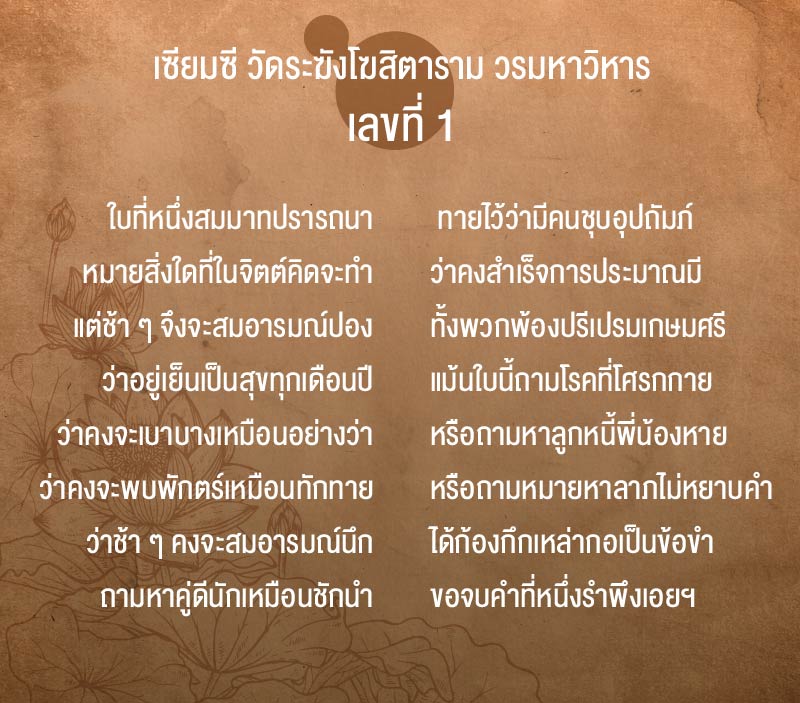 เซียมซี วัดระฆังโฆสิตาราม วรมหาวิหาร
เลขที่ 1
ใบที่หนึ่งสมมาทปรารถนา ทายไว้ว่ามีคนชุบอุปถัมภ์
หมายสิ่งใดที่ในจิตต์คิดจะทำ ว่าคงสำเร็จการประมาณมี
แต่ช้า ๆ จึงจะสมอารมณ์ปอง ทั้งพวกพ้องปรีเปรมเกษมศรี
ว่าอยู่เย็นเป็นสุขทุกเดือนปี แม้นใบนี้ถามโรคที่โศรกกาย
ว่าคงจะเบาบางเหมือนอย่างว่า หรือถามหาลูกหนี้พี่น้องหาย
ว่าคงจะพบพักตร์เหมือนทักทาย หรือถามหมายหาลาภไม่หยาบคำ
ว่าช้า ๆ คงจะสมอารมณ์นึก ได้ก้องกึกเหล่ากอเป็นข้อขำ
ถามหาคู่ดีนักเหมือนชักนำ ขอจบคำที่หนึ่งรำพึงเอยฯ